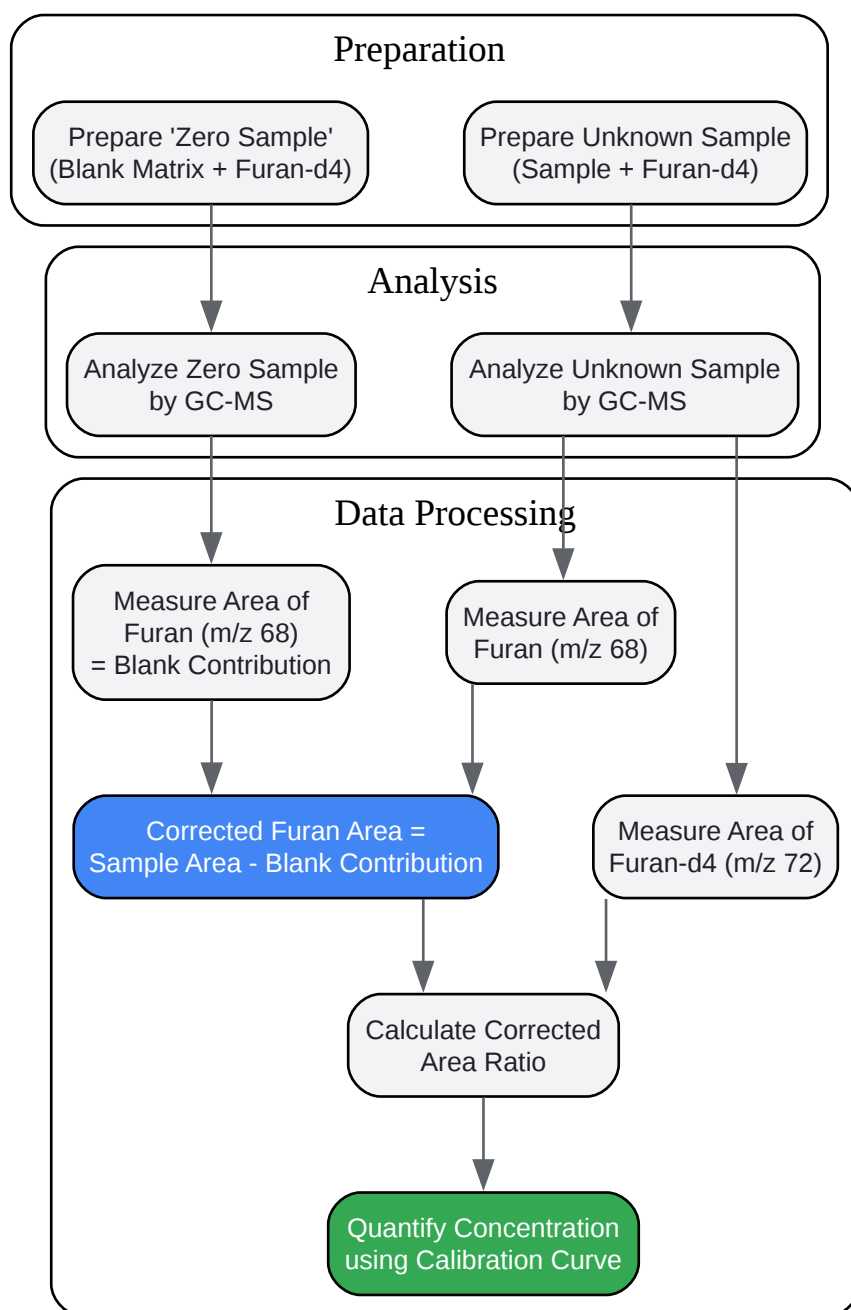 Preparation
Prepare 'Zero Sample'
(Blank Matrix + Furan-d4)
Prepare Unknown Sample
(Sample + Furan-d4)
Analysis
Analyze Zero Sample
by GC-MS
Analyze Unknown Sample
by GC-MS
Data Processing
Measure Area of
Furan (m/z 68)
= Blank Contribution
Measure Area of
Furan (m/z 68)
Corrected Furan Area =
Sample Area - Blank Contribution
Measure Area of
Furan-d4 (m/z 72)
Calculate Corrected
Area Ratio
Quantify Concentration
using Calibration Curve